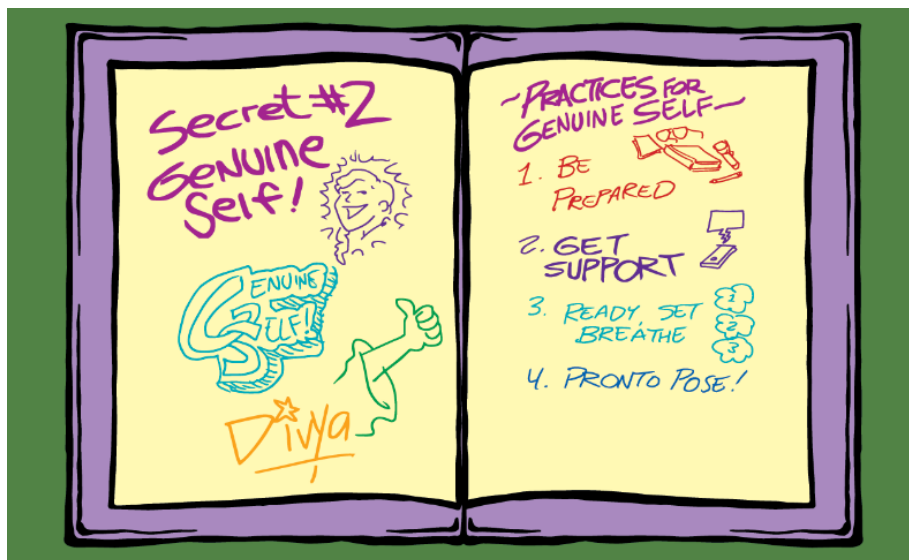 Secret #2
Genuine
Self!
GENUINE
SELF!
Divya
~PRACTICES FOR
GENUINE SELF~
1. BE
PREPARED
2. GET
SUPPORT
3. READY, SET
BREATHE
1
2
3
4. PRONTO POSE!